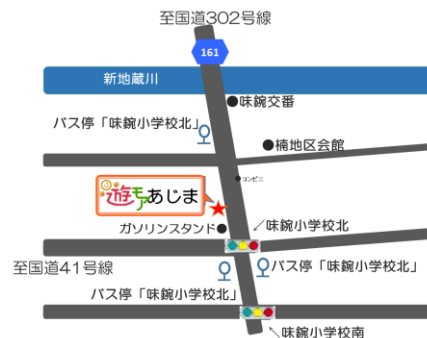 至国道302号線
161
新地蔵川
●味鋺交番
バス停「味鋺小学校北」
●楠地区会館
●コンビニ
遊モアあじま
ガソリンスタンド●
味鋺小学校北
至国道41号線
バス停「味鋺小学校北」
バス停「味鋺小学校北」
味鋺小学校南